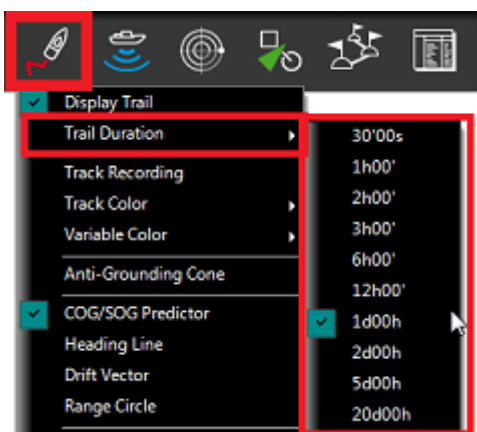 Display Trail
Trail Duration
Track Recording
Track Color
Variable Color
Anti-Grounding Cone
COG/SOG Predictor
Heading Line
Drift Vector
Range Circle
30'00s
1h00'
2h00'
3h00'
6h00'
12h00'
1d00h
2d00h
5d00h
20d00h